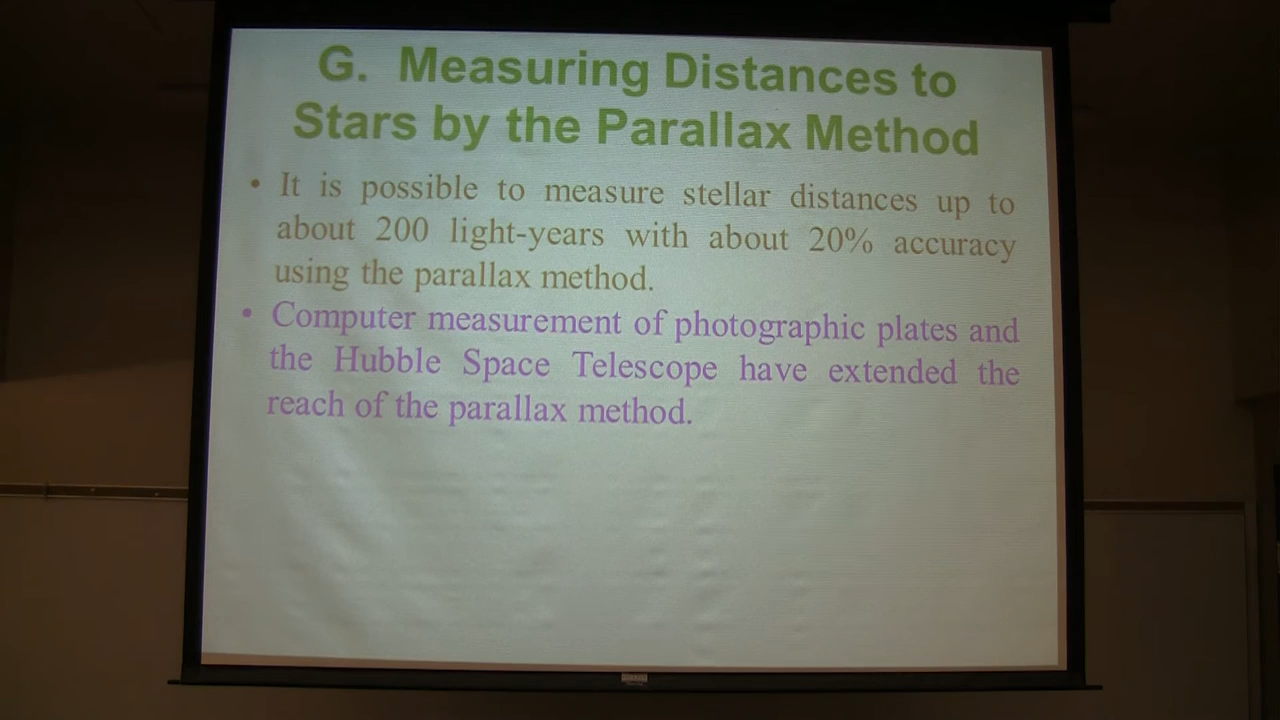 G. Measuring Distances to
Stars by the Parallax Method
• It is possible to measure stellar distances up to
about 200 light-years with about 20% accuracy
using the parallax method.
• Computer measurement of photographic plates and
the Hubble Space Telescope have extended the
reach of the parallax method.